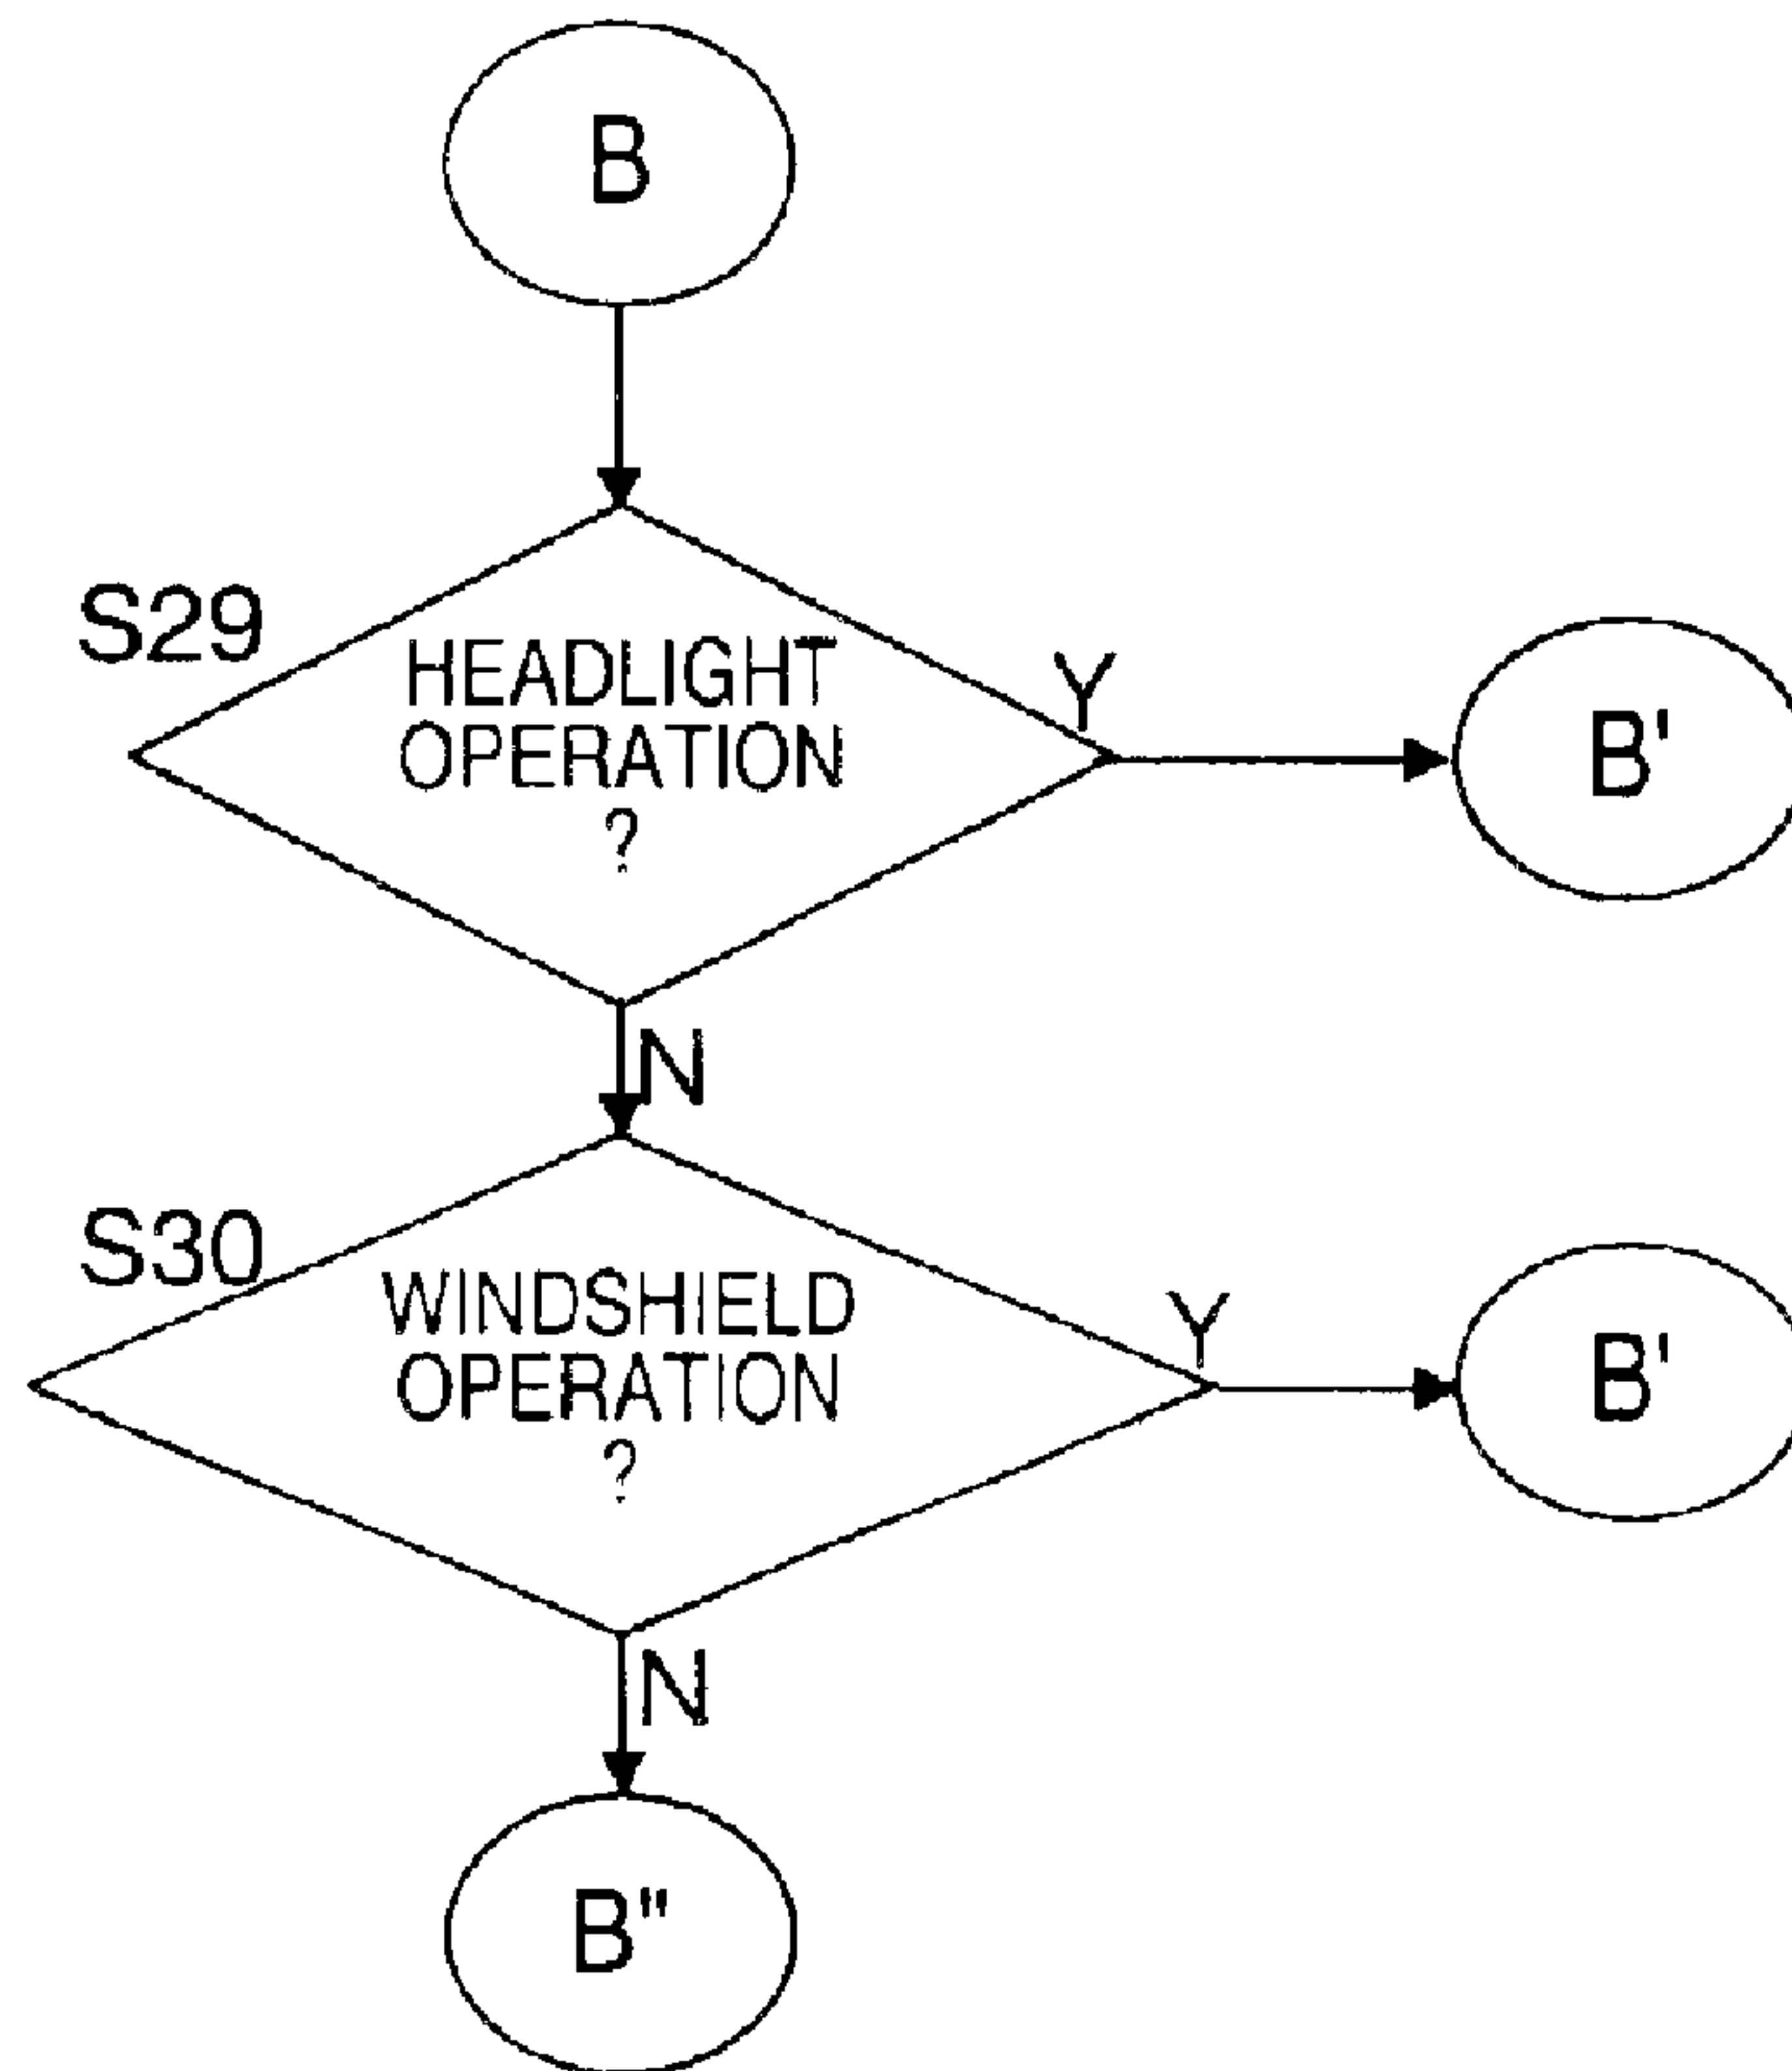 B
S29
HEADLIGHT
OPERATION
?
Y
B'
N
S30
WINDSHIELD
OPERATION
?
Y
B'
N
B"